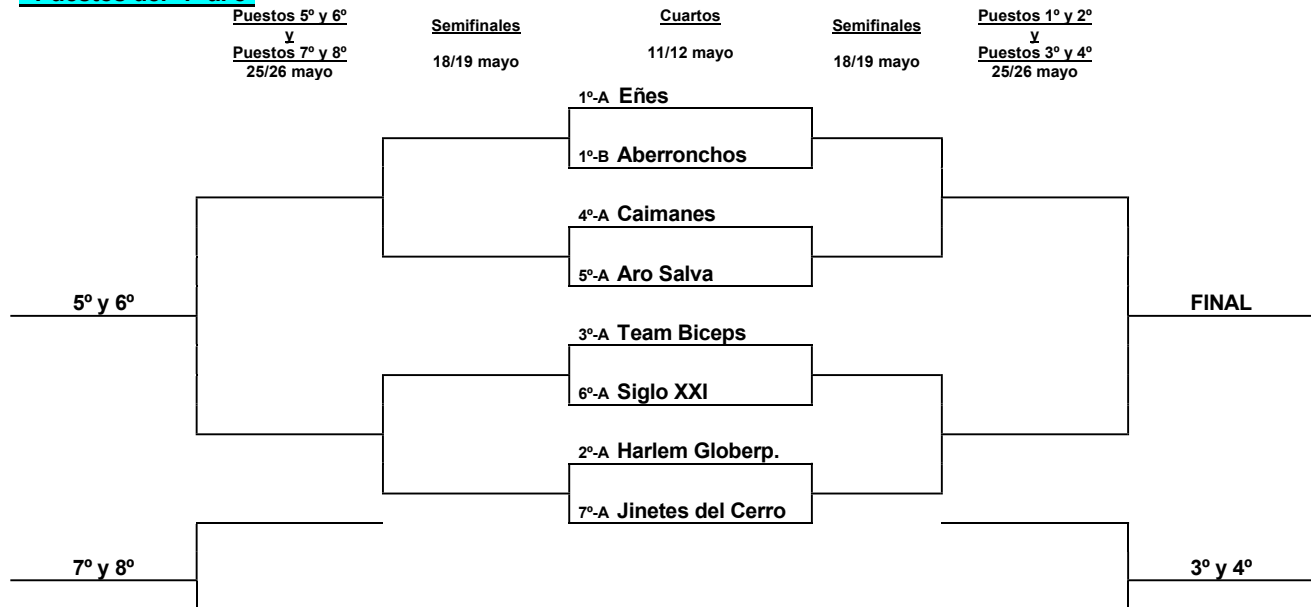 Puestos 5º y 6º
y
Puestos 7º y 8º
25/26 mayo
Semifinales
18/19 mayo
Cuartos
11/12 mayo
Semifinales
18/19 mayo
Puestos 1º y 2º
y
Puestos 3º y 4º
25/26 mayo
1º-A Eñes
1º-B Aberronchos
4º-A Caimanes
5º-A Aro Salva
5º y 6º
FINAL
3º-A Team Biceps
6º-A Siglo XXI
2º-A Harlem Globerp.
7º-A Jinetes del Cerro
7º y 8º
3º y 4º